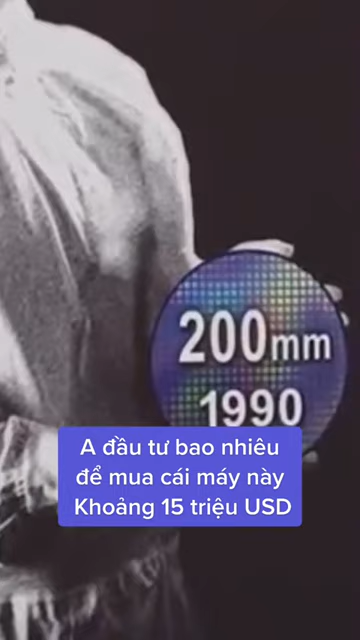 200mm
1990
A đầu tư bao nhiêu
để mua cái máy này
Khoảng 15 triệu USD